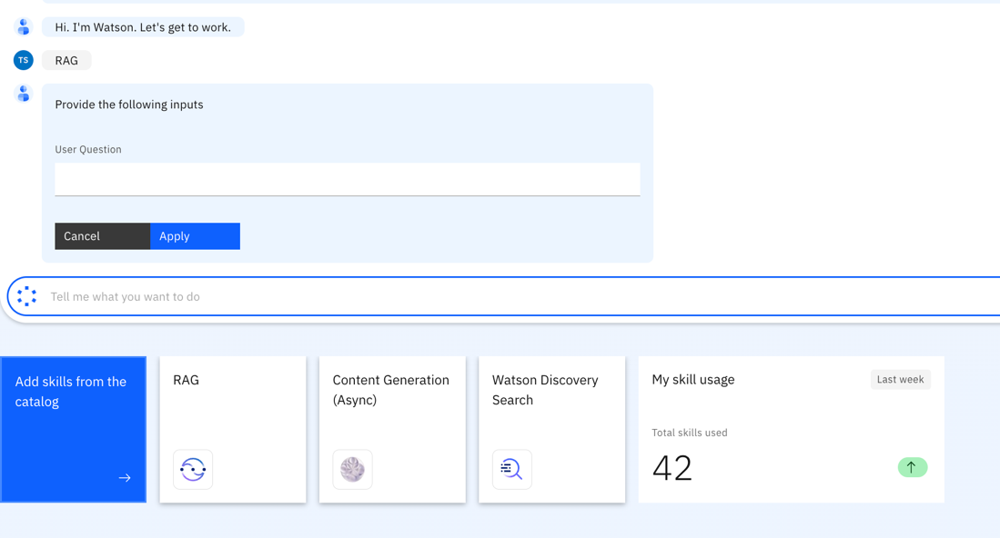 Hi. I'm Watson. Let's get to work.
TS
RAG
Provide the following inputs
User Question
Cancel
Apply
Tell me what you want to do
Add skills from the
catalog
RAG
Content Generation
(Async)
Watson Discovery
Search
My skill usage
Last week
Total skills used
42